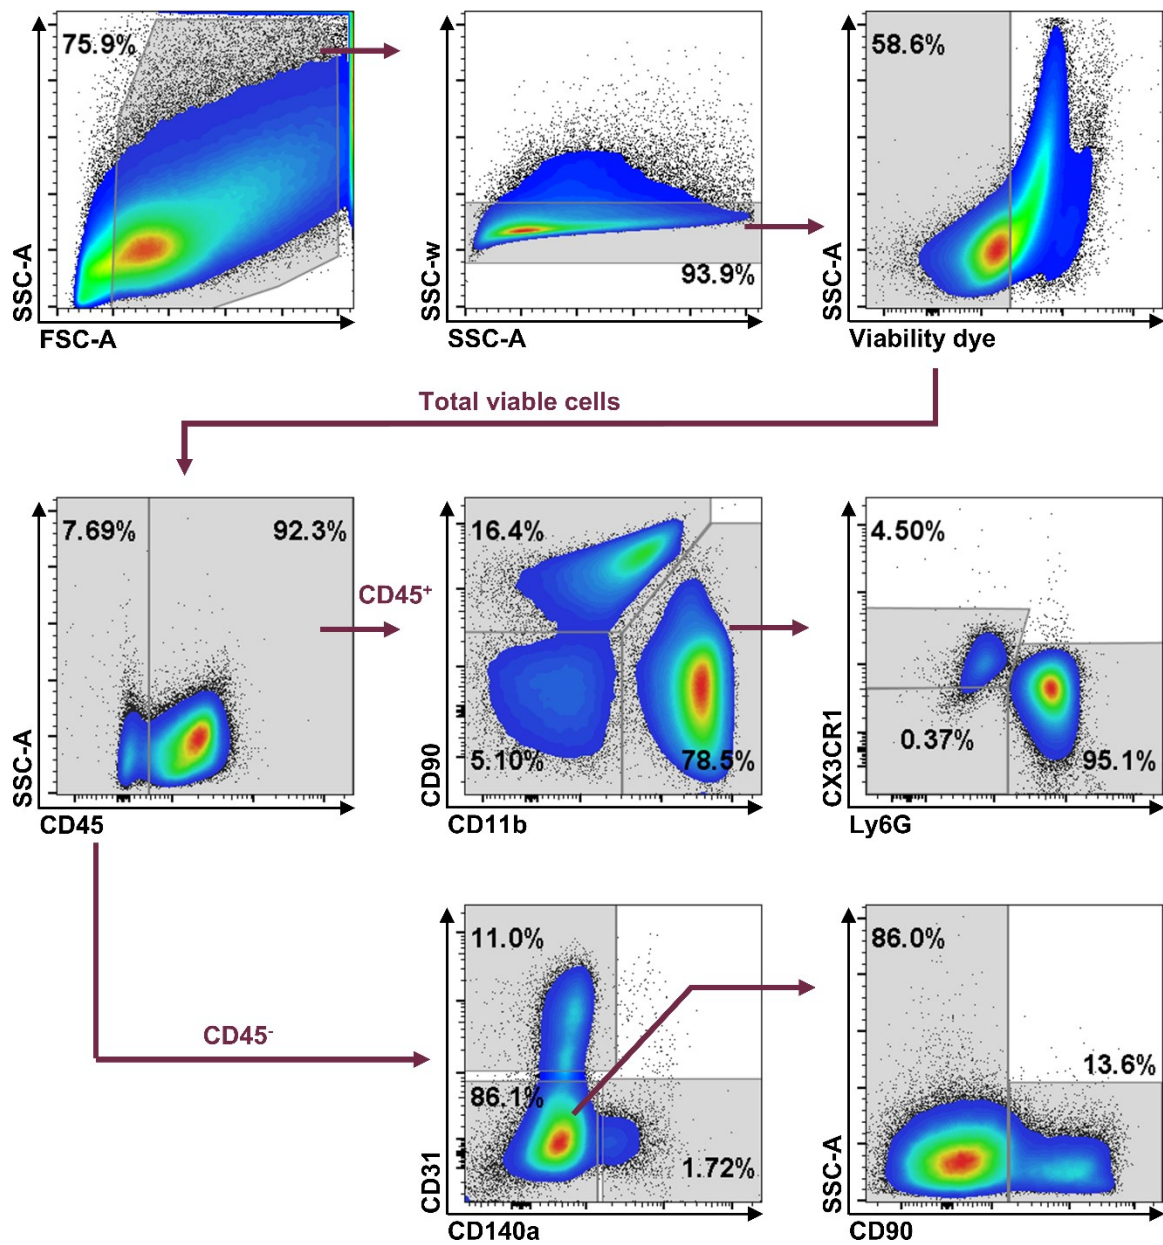 75.9%
SSC-A
FSC-A
SSC-w
93.9%
SSC-A
58.6%
SSC-A
Viability dye
Total viable cells
7.69%
92.3%
SSC-A
CD45
CD45+
16.4%
5.10%
78.5%
CD90
CD11b
4.50%
0.37%
95.1%
CX3CR1
Ly6G
CD45-
11.0%
86.1%
1.72%
CD31
CD140a
86.0%
13.6%
SSC-A
CD90